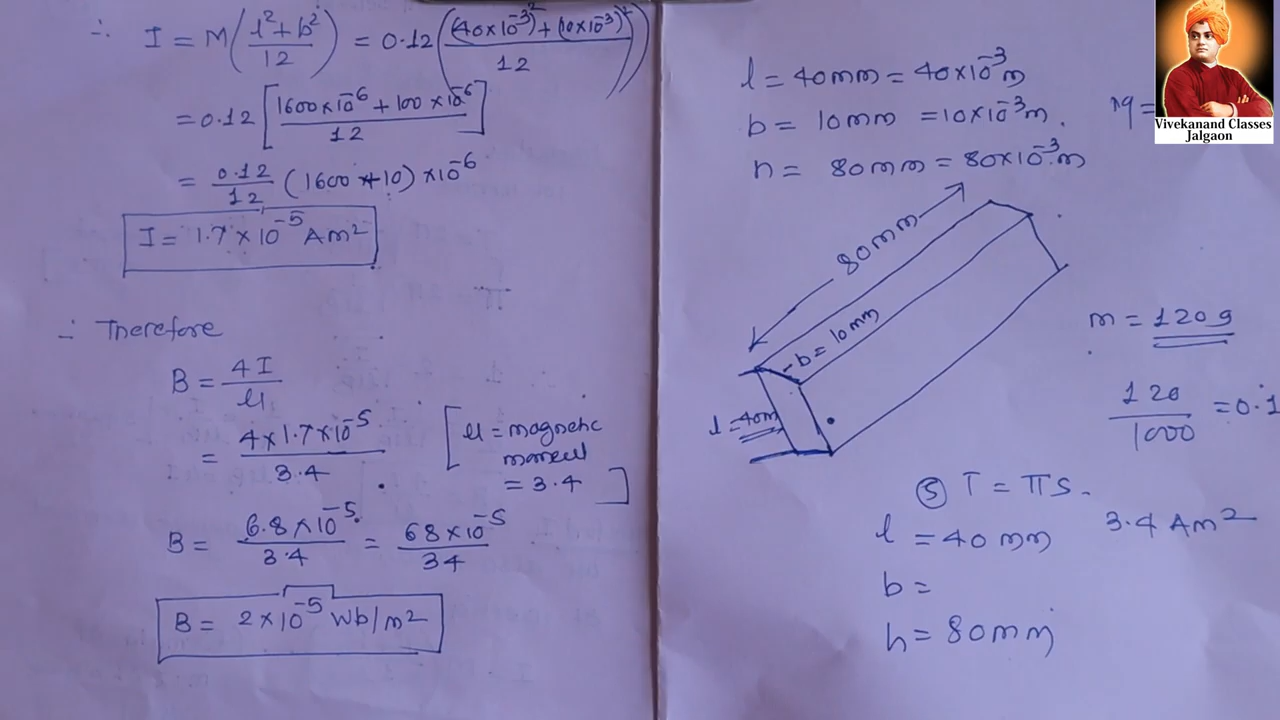 ∴ I = M(l²+b²/12) = 0.12((40×10⁻³)²+(10×10⁻³)²/12)
= 0.12[1600×10⁻⁶+100×10⁻⁶/12]
= 0.12/12 (1600+10)×10⁻⁶
I = 1.7×10⁻⁵ Am²
∴ Therefore
B = 4I/μ
= 4×1.7×10⁻⁵/3.4 [μ = magnetic
moment
= 3.4]
B = 6.8×10⁻⁵/3.4 = 68×10⁻⁵/34
B = 2×10⁻⁵ Wb/m²
l = 40mm = 40×10⁻³m
b = 10mm = 10×10⁻³m.
h = 80mm = 80×10⁻³m
80mm
-b = 10mm
l = 40m
m = 120g
120/1000 = 0.1
⑤ T = πs.
l = 40mm 3.4 Am²
b =
h = 80mm
Vivekanand Classes
Jalgaon